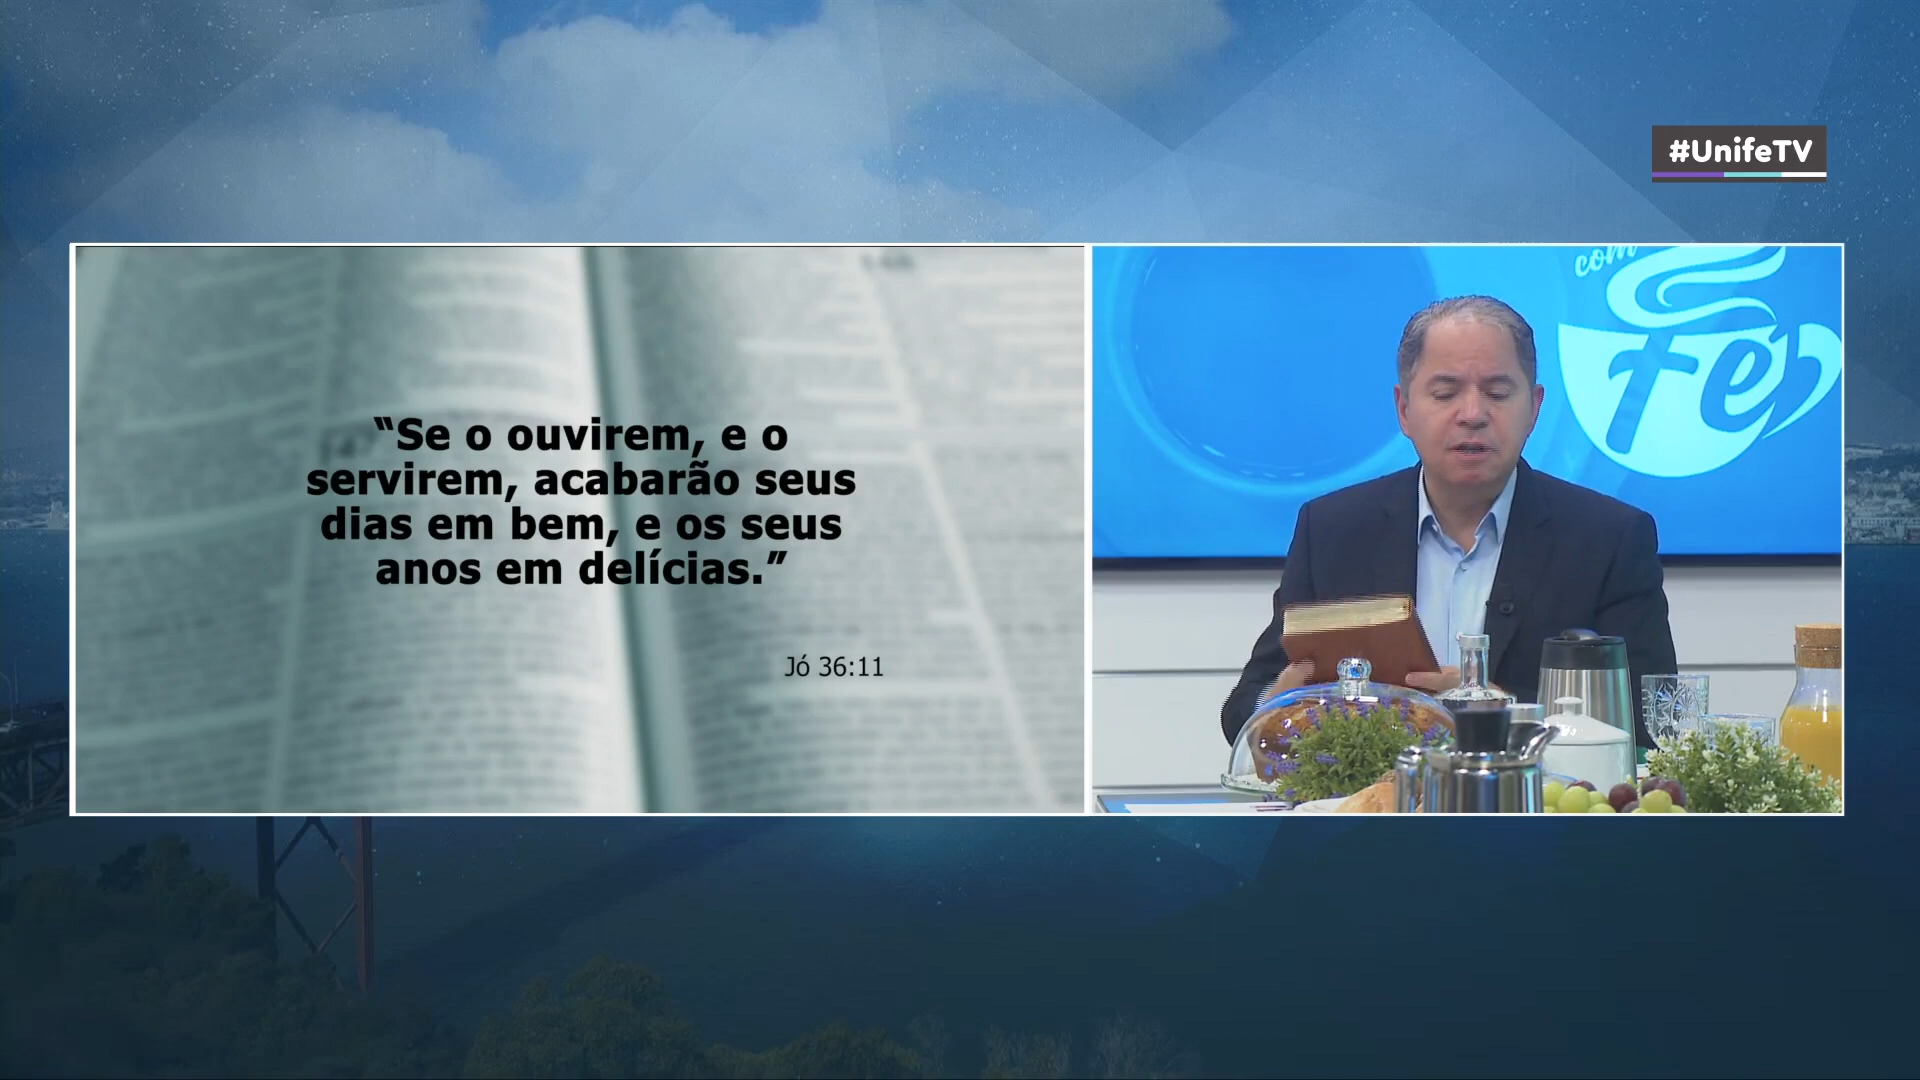 #UnifeTV
“Se o ouvirem, e o
servirem, acabarão seus
dias em bem, e os seus
anos em delícias.”
Jó 36:11
com
fé